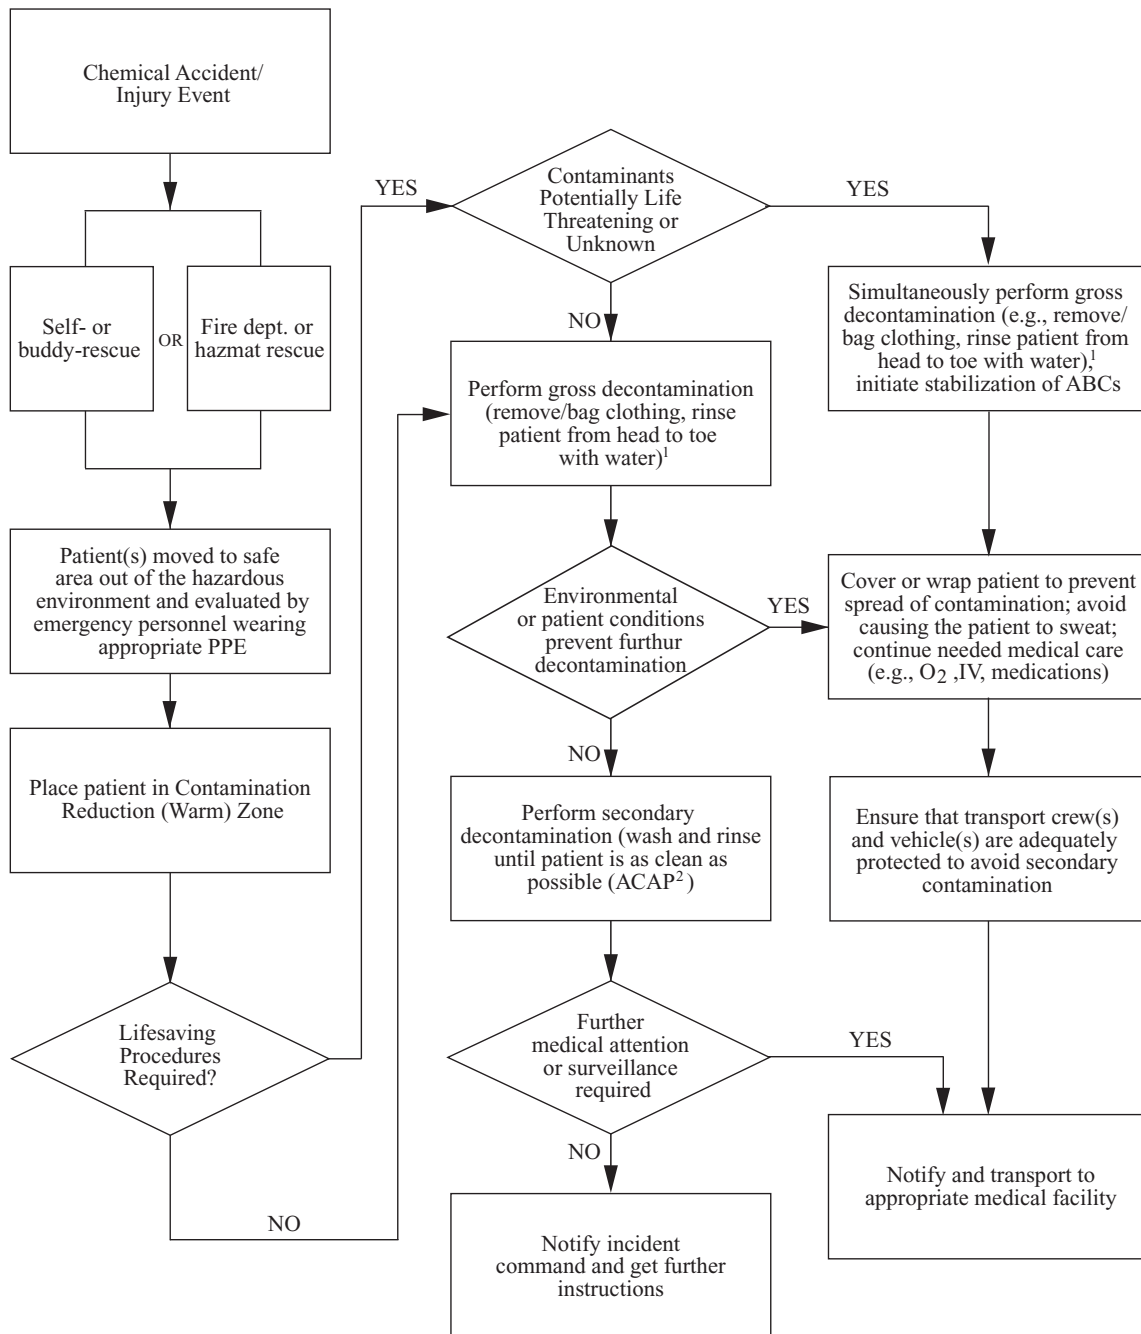 Chemical Accident/
Injury Event
Self- or
buddy-rescue
OR
Fire dept. or
hazmat rescue
Patient(s) moved to safe
area out of the hazardous
environment and evaluated by
emergency personnel wearing
appropriate PPE
Place patient in Contamination
Reduction (Warm) Zone
Lifesaving
Procedures
Required?
YES
NO
Contaminants
Potentially Life
Threatening or
Unknown
YES
NO
Perform gross decontamination
(remove/bag clothing, rinse
patient from head to toe
with water)¹
Environmental
or patient conditions
prevent furthur
decontamination
YES
NO
Perform secondary
decontamination (wash and rinse
until patient is as clean as
possible (ACAP²)
Further
medical attention
or surveillance
required
YES
NO
Notify incident
command and get further
instructions
Simultaneously perform gross
decontamination (e.g., remove/
bag clothing, rinse patient from
head to toe with water),¹
initiate stabilization of ABCs
Cover or wrap patient to prevent
spread of contamination; avoid
causing the patient to sweat;
continue needed medical care
(e.g., O₂ ,IV, medications)
Ensure that transport crew(s)
and vehicle(s) are adequately
protected to avoid secondary
contamination
Notify and transport to
appropriate medical facility